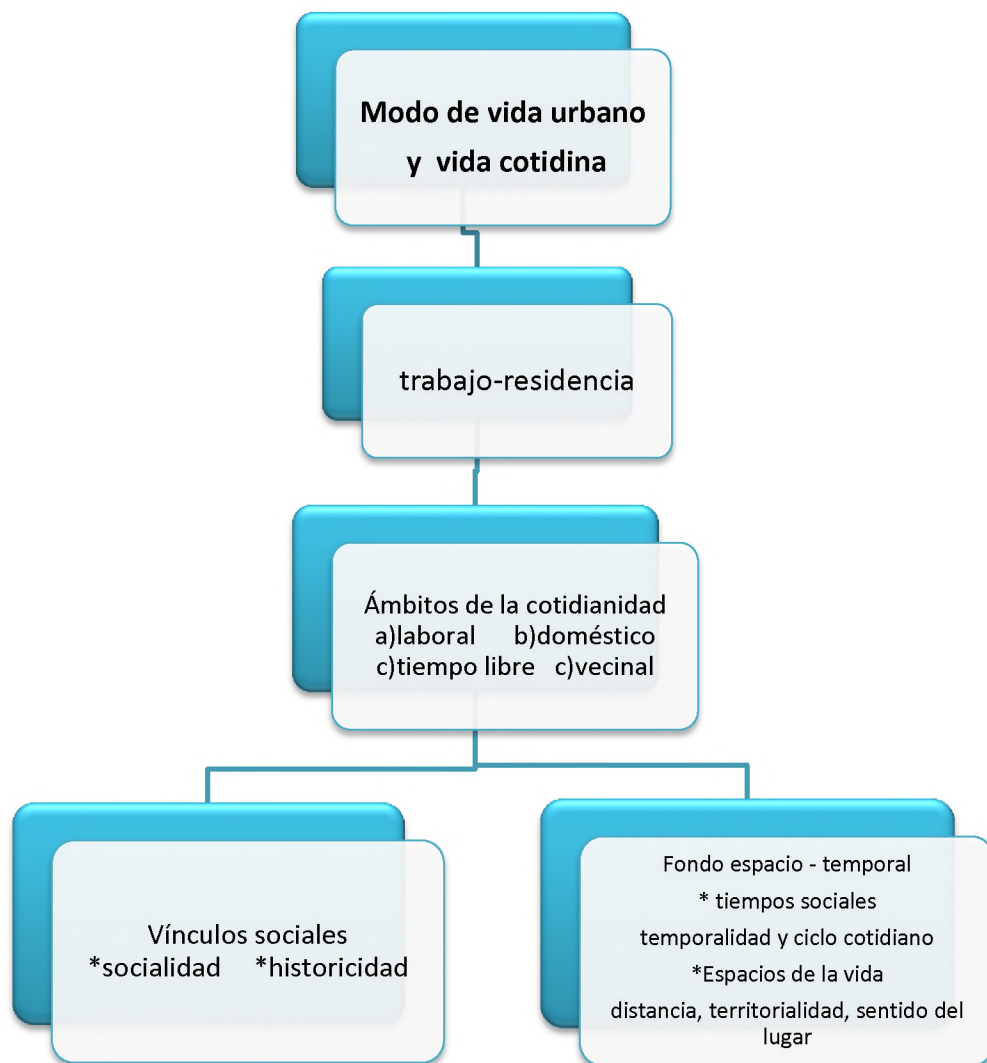 Modo de vida urbano
y vida cotidina
trabajo-residencia
Ámbitos de la cotidianidad
a)laboral b)doméstico
c)tiempo libre c)vecinal
Vínculos sociales
*socialidad *historicidad
Fondo espacio - temporal
* tiempos sociales
temporalidad y ciclo cotidiano
*Espacios de la vida
distancia, territorialidad, sentido del
lugar